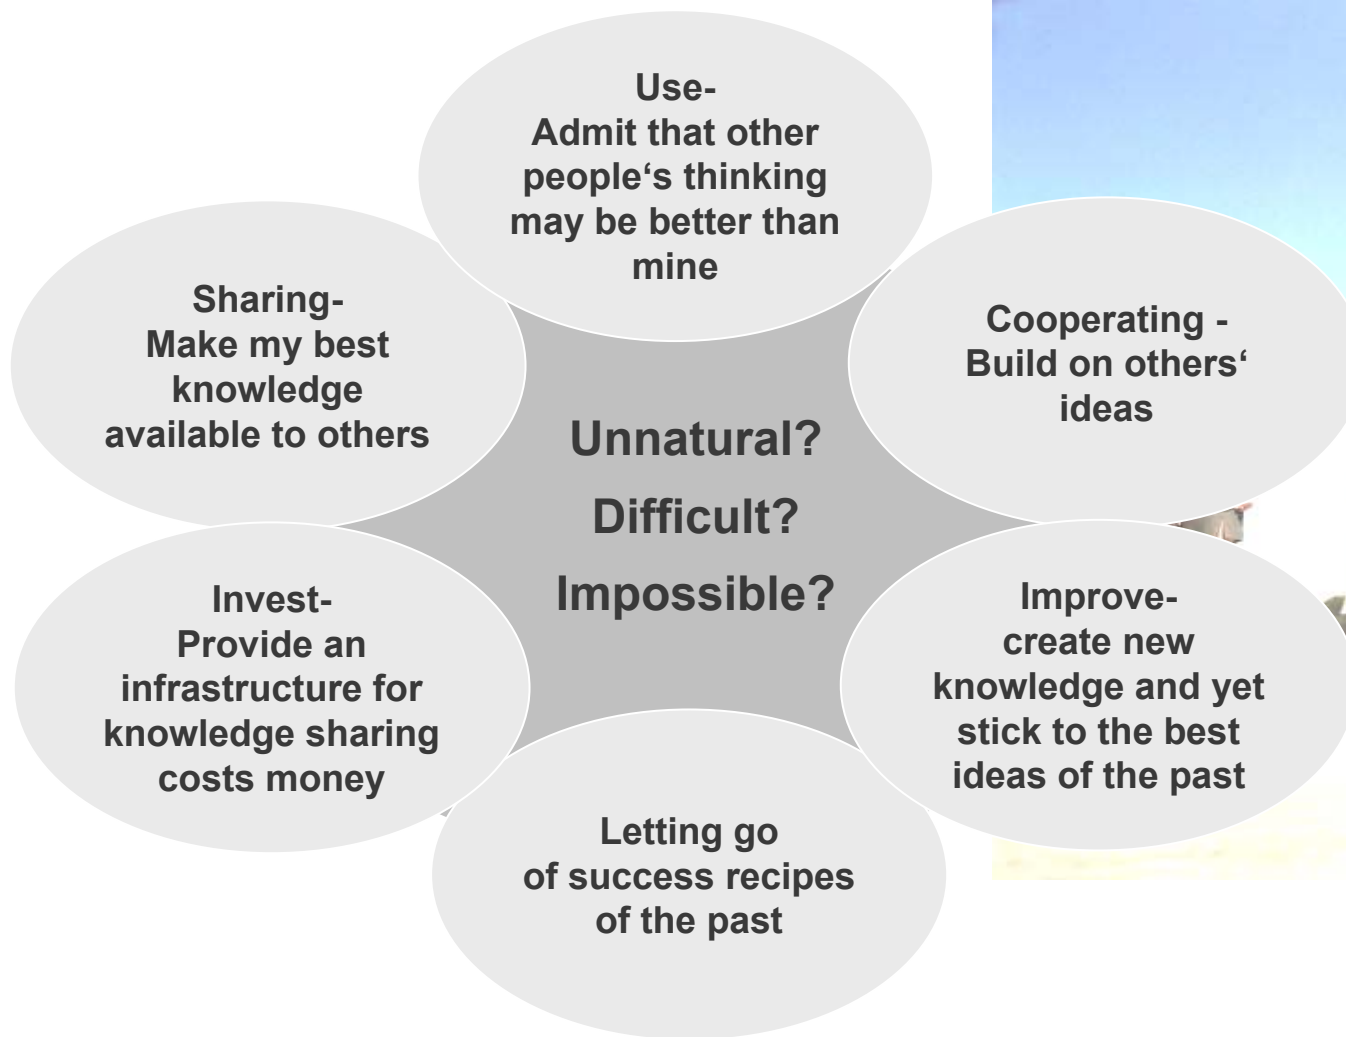 Use-
Admit that other
people‘s thinking
may be better than
mine
Sharing-
Make my best
knowledge
available to others
Cooperating -
Build on others‘
ideas
Unnatural?
Difficult?
Impossible?
Invest-
Provide an
infrastructure for
knowledge sharing
costs money
Improve-
create new
knowledge and yet
stick to the best
ideas of the past
Letting go
of success recipes
of the past